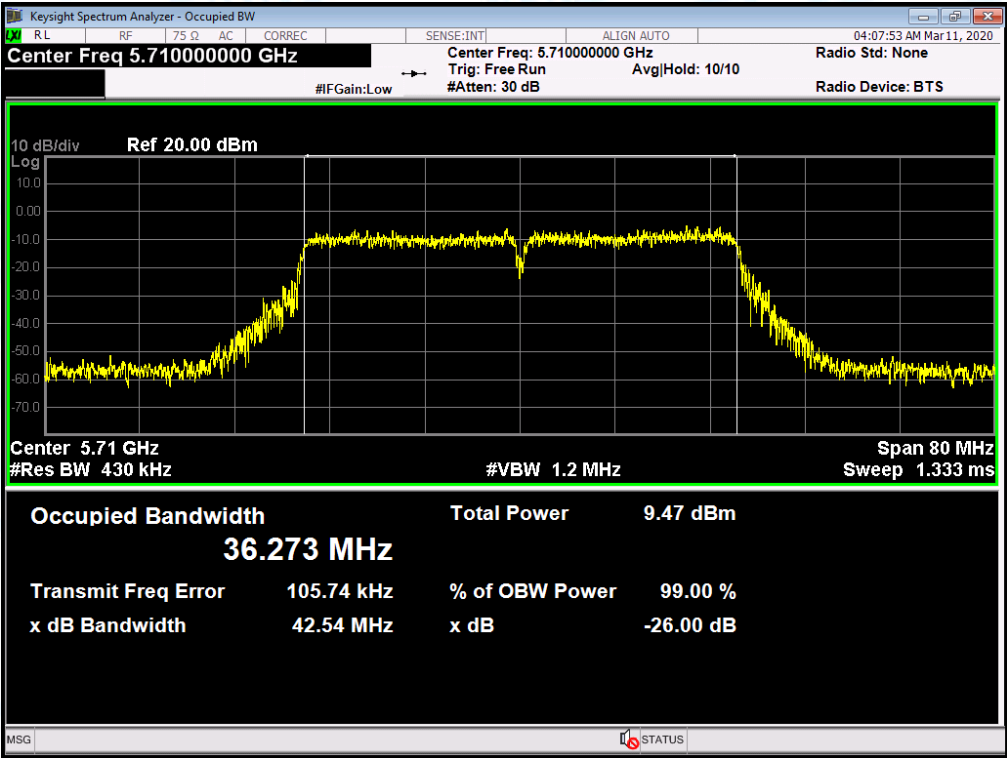 Keysight Spectrum Analyzer - Occupied BW
LXI RL RF 75 Ω AC CORREC SENSE:INT ALIGN AUTO 04:07:53 AM Mar 11, 2020
Center Freq 5.710000000 GHz Center Freq: 5.710000000 GHz Radio Std: None
Trig: Free Run Avg|Hold: 10/10
#IFGain:Low #Atten: 30 dB Radio Device: BTS
10 dB/div Ref 20.00 dBm
Log
10.0
0.00
-10.0
-20.0
-30.0
-40.0
-50.0
-60.0
-70.0
Center 5.71 GHz Span 80 MHz
#Res BW 430 kHz #VBW 1.2 MHz Sweep 1.333 ms
Occupied Bandwidth Total Power 9.47 dBm
36.273 MHz
Transmit Freq Error 105.74 kHz % of OBW Power 99.00 %
x dB Bandwidth 42.54 MHz x dB -26.00 dB
MSG STATUS